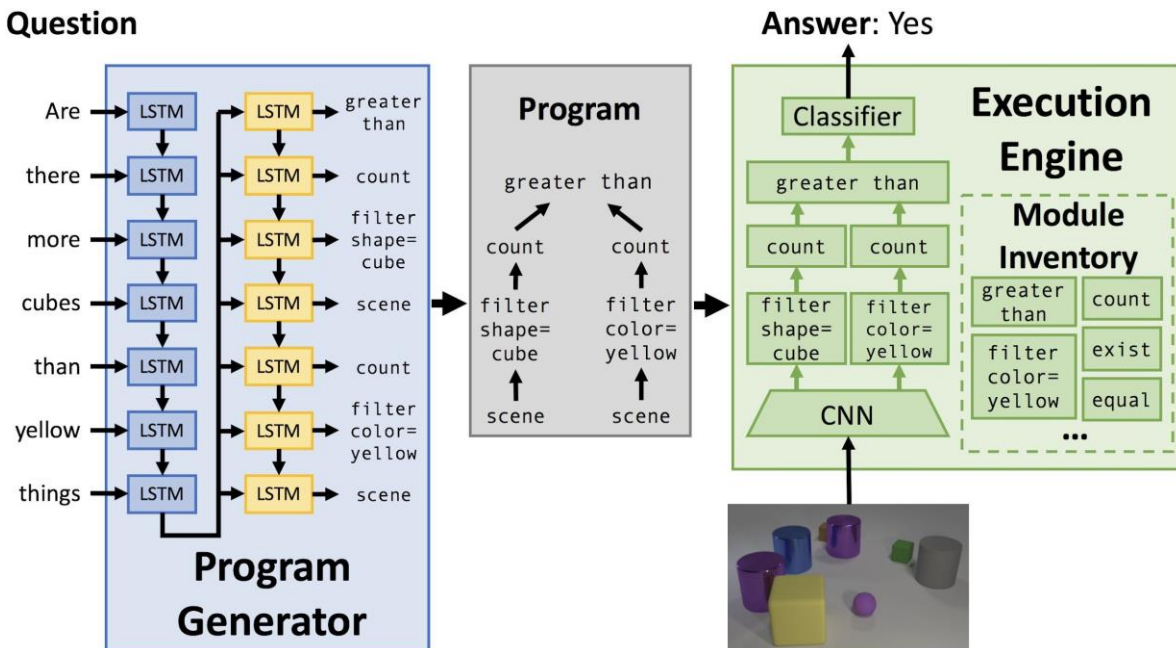 Question
Answer: Yes
Are
there
more
cubes
than
yellow
things
LSTM
LSTM
LSTM
LSTM
LSTM
LSTM
LSTM
LSTM
LSTM
LSTM
LSTM
LSTM
LSTM
LSTM
greater
than
count
filter
shape=
cube
scene
count
filter
color=
yellow
scene
Program
Generator
Program
greater than
count
count
filter
shape=
cube
filter
color=
yellow
scene
scene
Execution
Engine
Classifier
greater than
count
count
filter
shape=
cube
filter
color=
yellow
CNN
Module
Inventory
greater
than
count
filter
color=
yellow
exist
equal
...